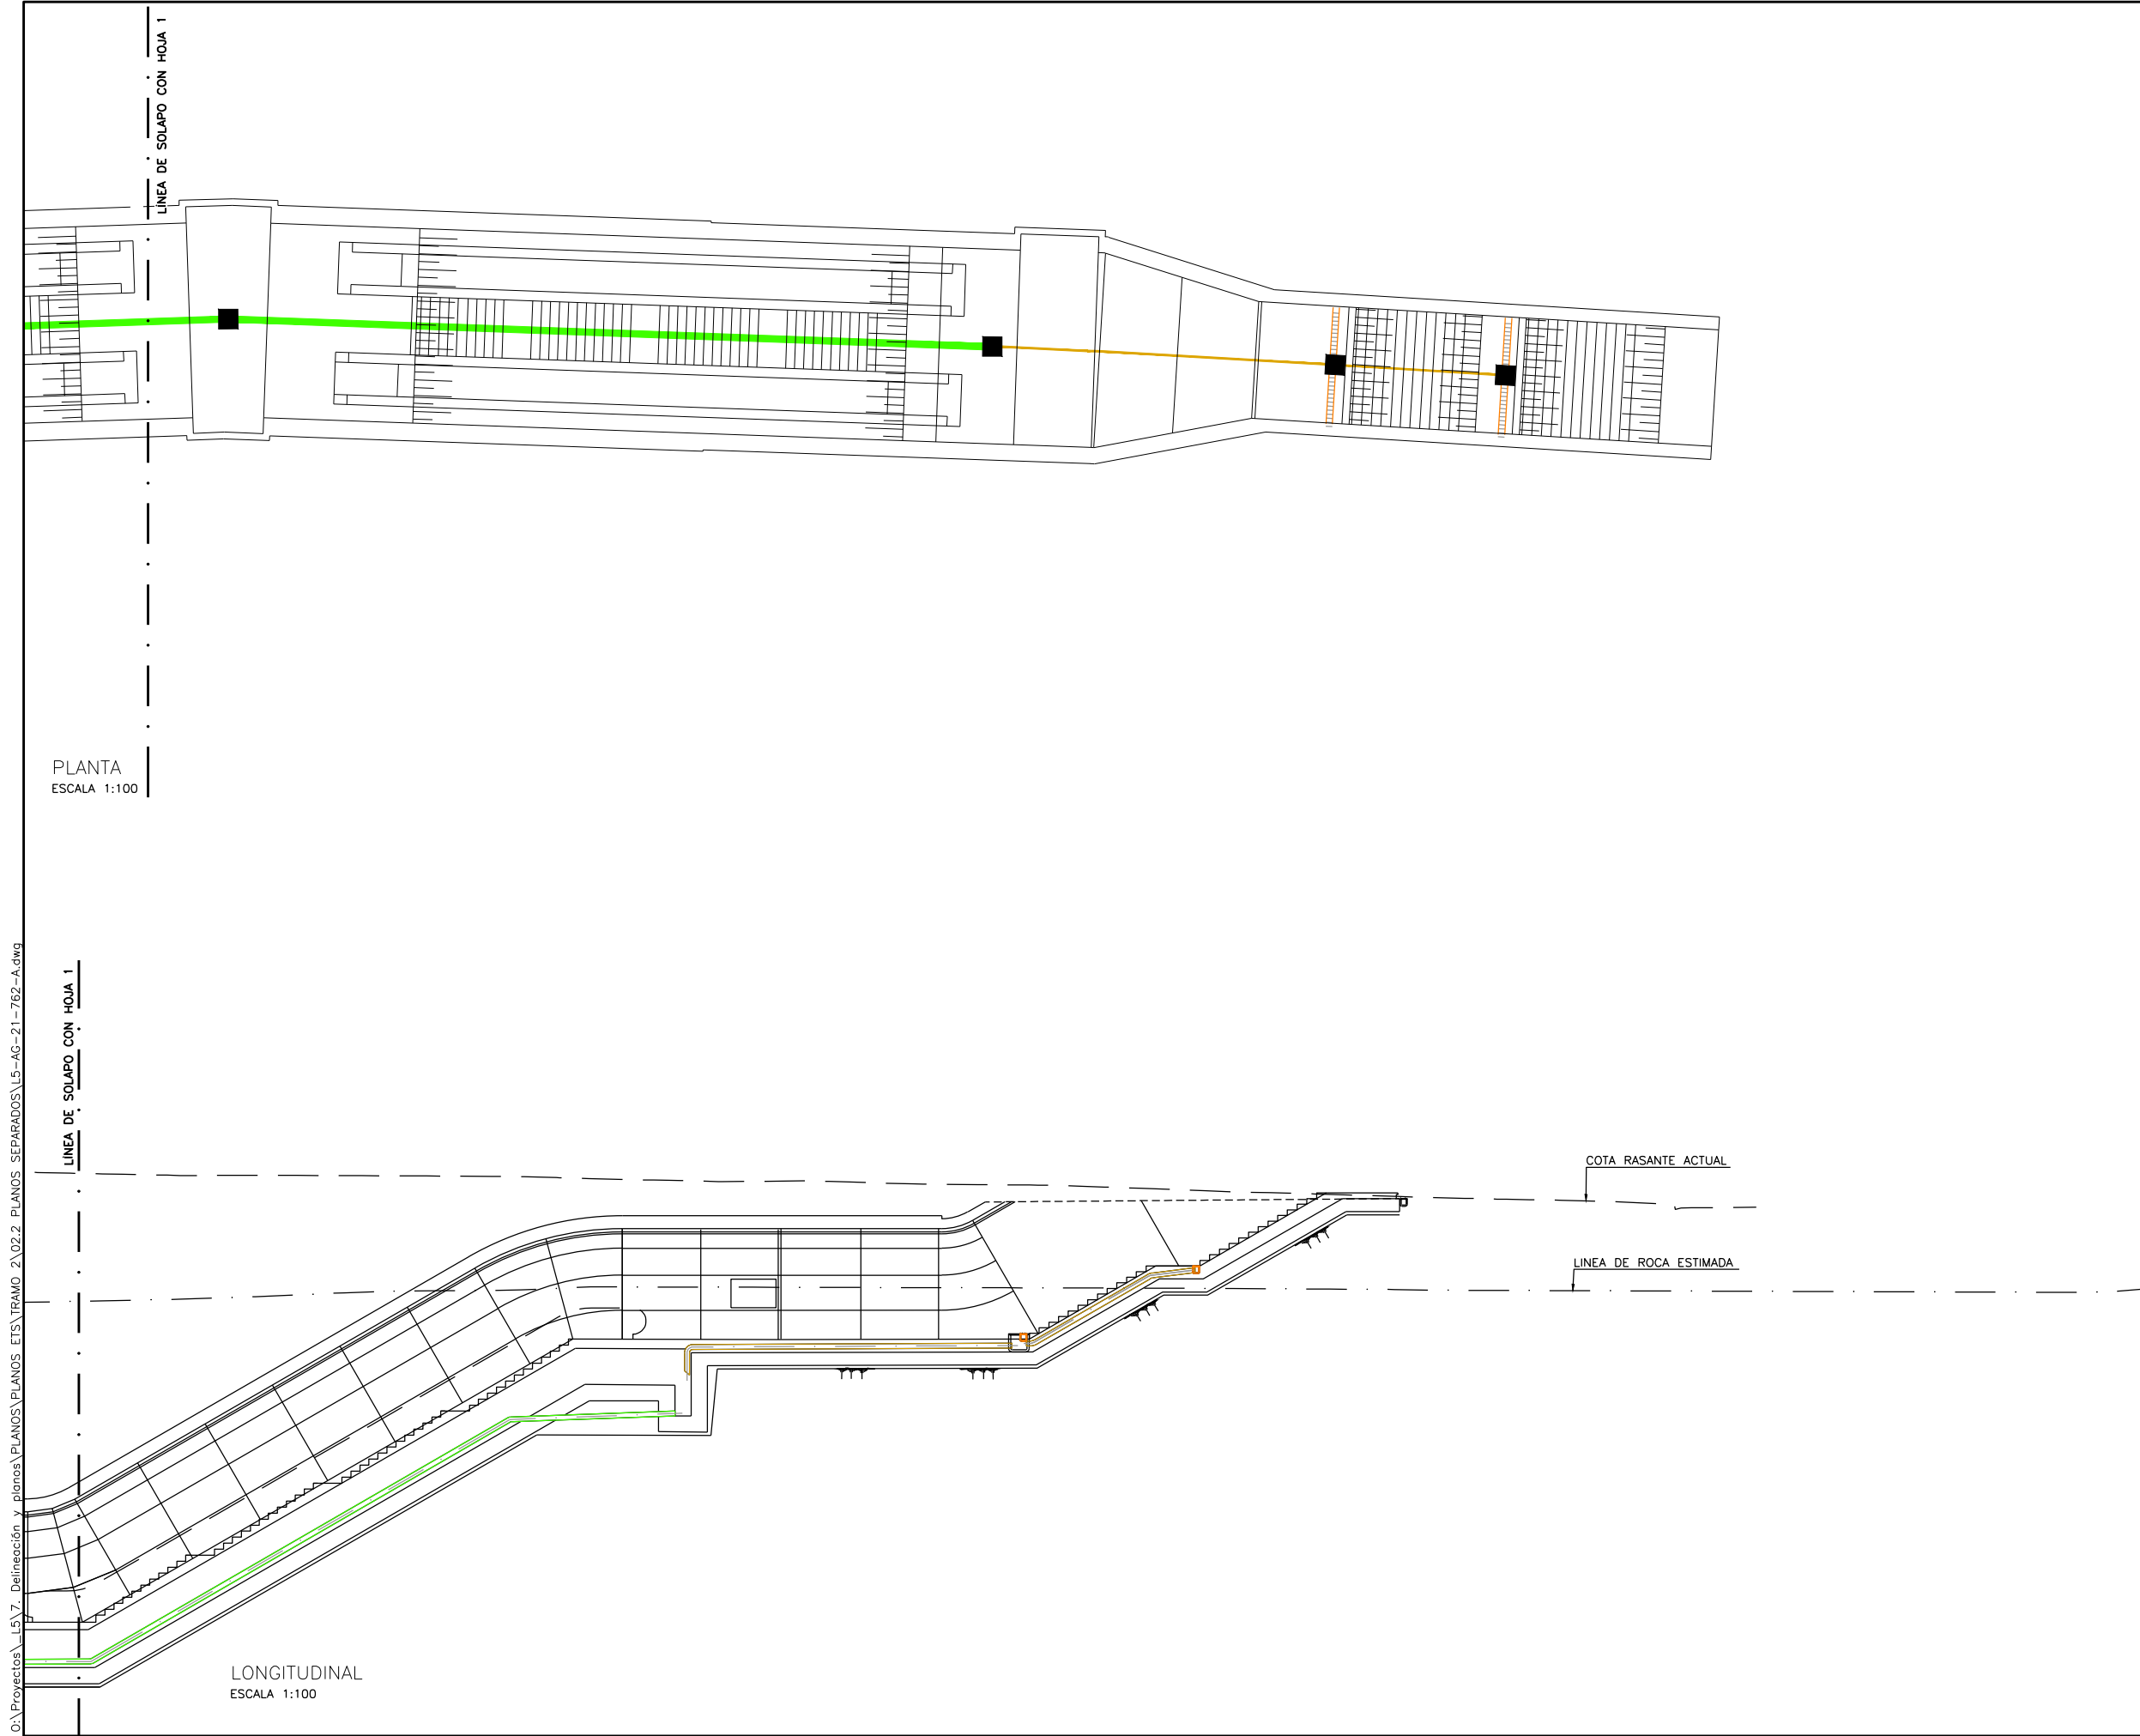 LÍNEA DE SOLAPO CON HOJA 1
PLANTA
ESCALA 1:100
O:\Proyectos\_L5\7. Delineación y planos\PLANOS\PLANOS ETS\TRAMO 2\02.2 PLANOS SEPARADOS\L5-AG-21-762-A.dwg
LÍNEA DE SOLAPO CON HOJA 1
COTA RASANTE ACTUAL
LINEA DE ROCA ESTIMADA
LONGITUDINAL
ESCALA 1:100